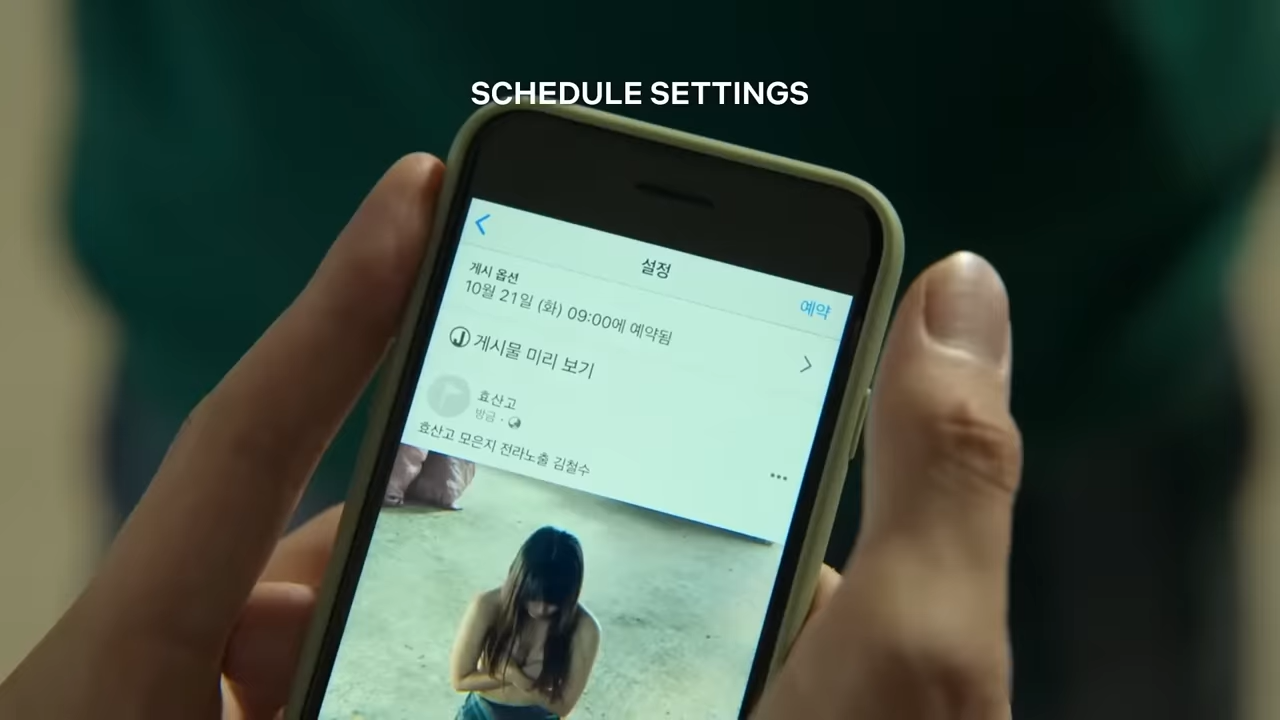 SCHEDULE SETTINGS
설정
예약
게시 옵션
10월 21일 (화) 09:00에 예약됨
게시물 미리 보기
효산고
방금 ·
효산고 모은지 전라노출 김철수